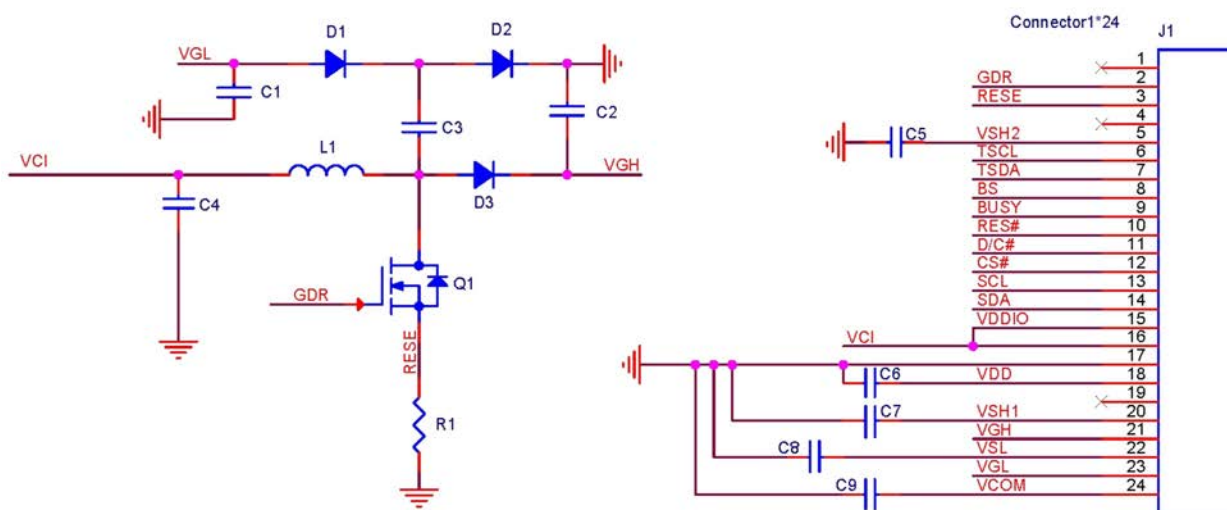 Connector1*24
J1
D1
D2
VGL
C1
C3
C2
L1
VCI
VGH
D3
C4
GDR
Q1
RESE
R1
1
GDR
2
RESE
3
4
C5
VSH2
5
TSCL
6
TSDA
7
BS
8
BUSY
9
RES#
10
D/C#
11
CS#
12
SCL
13
SDA
14
VDDIO
15
VCI
16
17
C6
VDD
18
19
C7
VSH1
20
VGH
21
C8
VSL
22
VGL
23
C9
VCOM
24